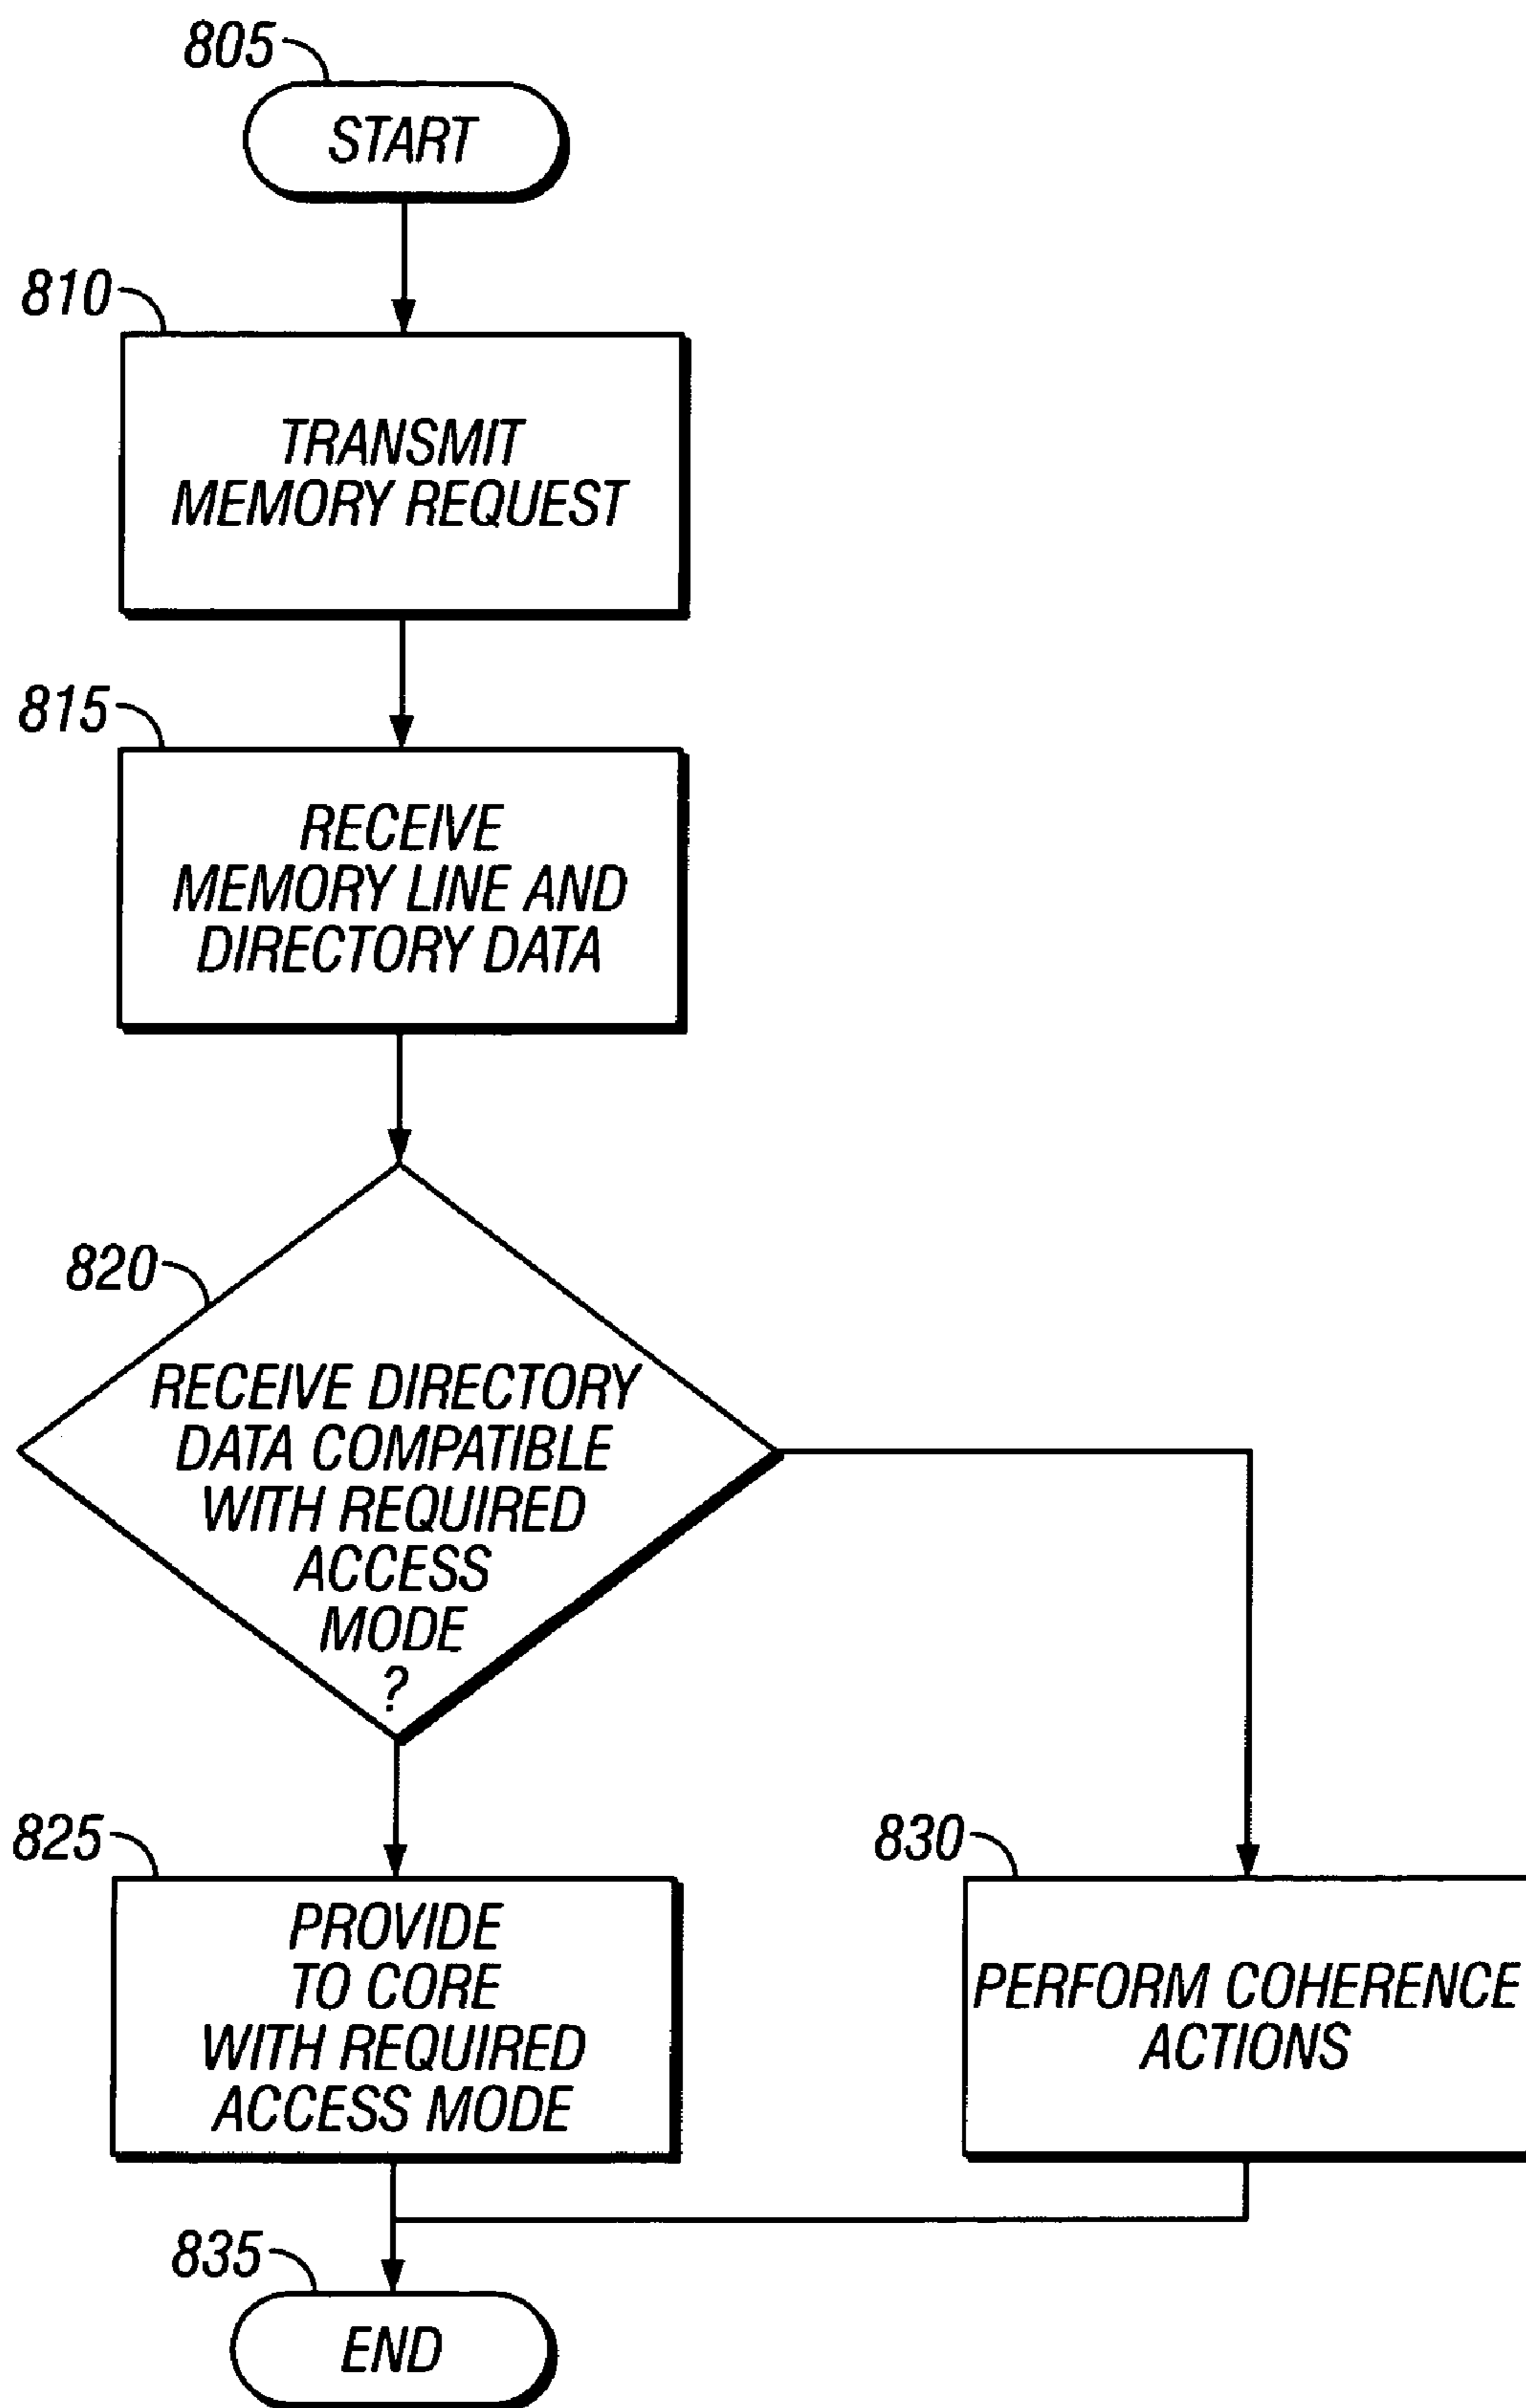 805
START
810
TRANSMIT
MEMORY REQUEST
815
RECEIVE
MEMORY LINE AND
DIRECTORY DATA
820
RECEIVE DIRECTORY
DATA COMPATIBLE
WITH REQUIRED
ACCESS
MODE
?
825
PROVIDE
TO CORE
WITH REQUIRED
ACCESS MODE
830
PERFORM COHERENCE
ACTIONS
835
END